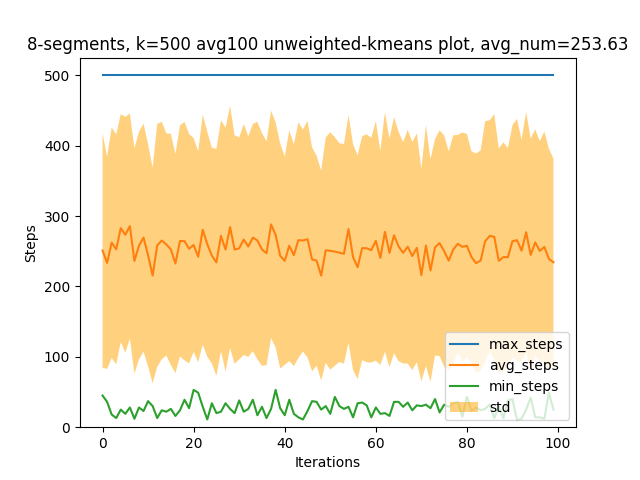 8-segments, k=500 avg100 unweighted-kmeans plot, avg_num=253.63
500
400
300
200
100
0
Steps
max_steps
avg_steps
min_steps
std
0
20
40
60
80
100
Iterations